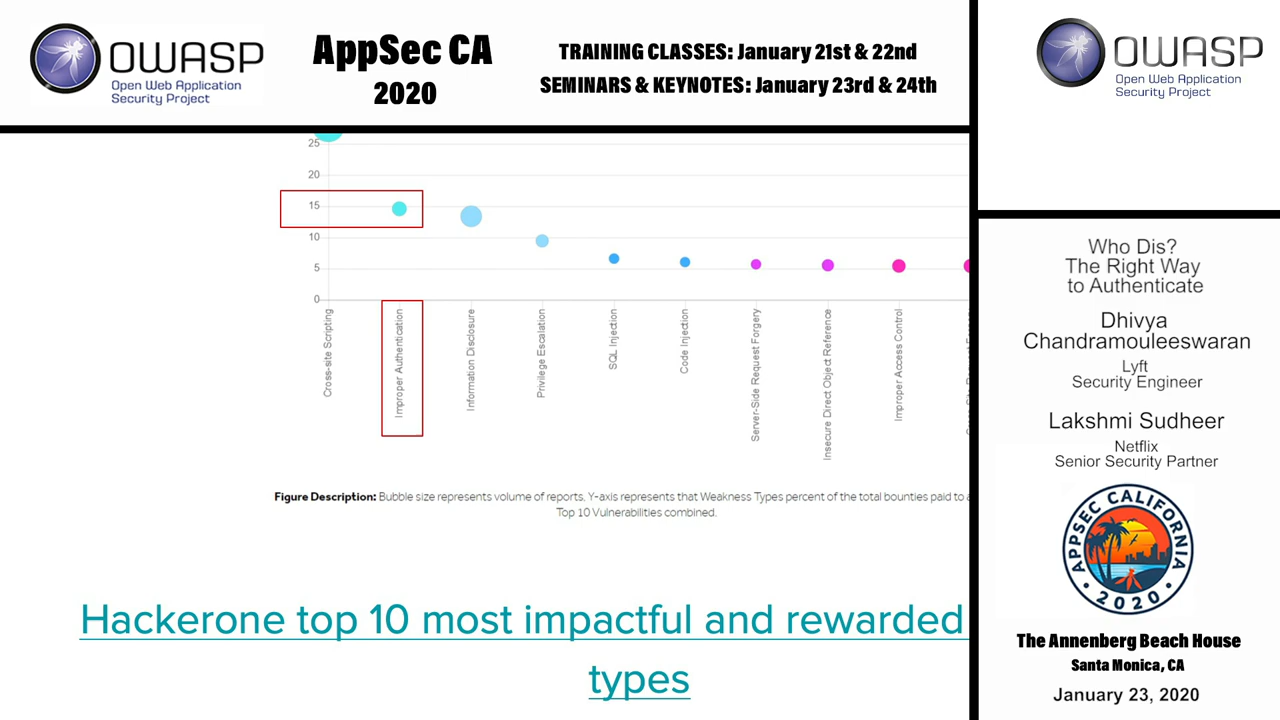 OWASP
Open Web Application
Security Project
AppSec CA
2020
TRAINING CLASSES: January 21st & 22nd
SEMINARS & KEYNOTES: January 23rd & 24th
OWASP
Open Web Application
Security Project
25
20
15
10
5
0
Cross-site Scripting
Improper Authentication
Information Disclosure
Privilege Escalation
SQL Injection
Code Injection
Server-Side Request Forgery
Insecure Direct Object Reference
Improper Access Control
Figure Description: Bubble size represents volume of reports. Y-axis represents that Weakness Types percent of the total bounties paid to
Top 10 Vulnerabilities combined.
Hackerone top 10 most impactful and rewarded
types
Who Dis?
The Right Way
to Authenticate
Dhivya
Chandramouleeswaran
Lyft
Security Engineer
Lakshmi Sudheer
Netflix
Senior Security Partner
APPSEC CALIFORNIA
2020
The Annenberg Beach House
Santa Monica, CA
January 23, 2020